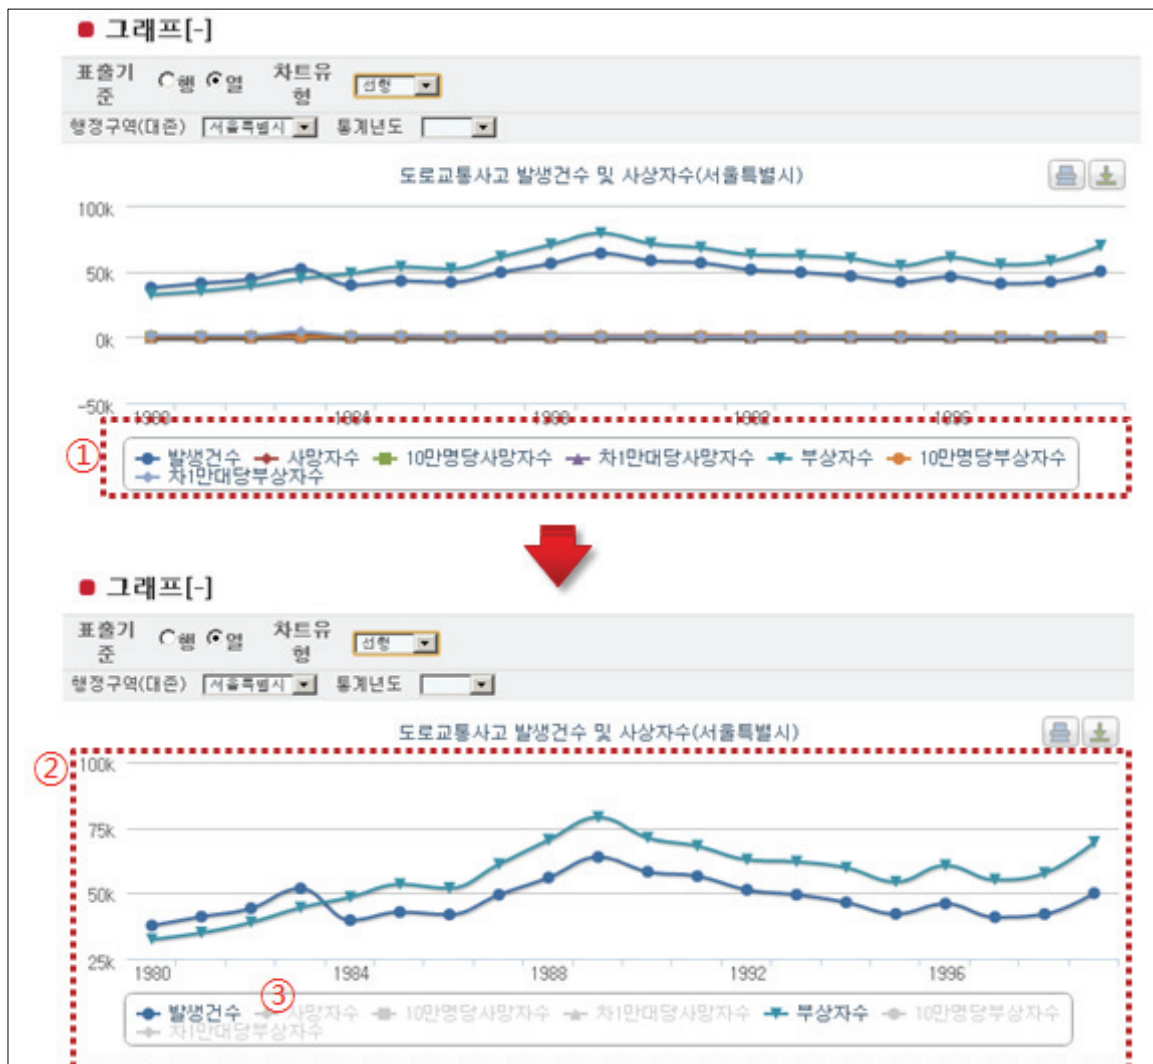 그래프[-]
표출기준 행 열 차트유형 선형
행정구역(대존) 서울특별시 통계년도
도로교통사고 발생건수 및 사상자수(서울특별시)
100k
50k
0k
-50k
1980 1984 1988 1992 1996
①
발생건수 사망자수 10만명당사망자수 차1만대당사망자수 부상자수 10만명당부상자수
차1만대당부상자수
그래프[-]
표출기준 행 열 차트유형 선형
행정구역(대존) 서울특별시 통계년도
도로교통사고 발생건수 및 사상자수(서울특별시)
②
100k
75k
50k
25k
1980 1984 1988 1992 1996
③
발생건수 사망자수 10만명당사망자수 차1만대당사망자수 부상자수 10만명당부상자수
차1만대당부상자수